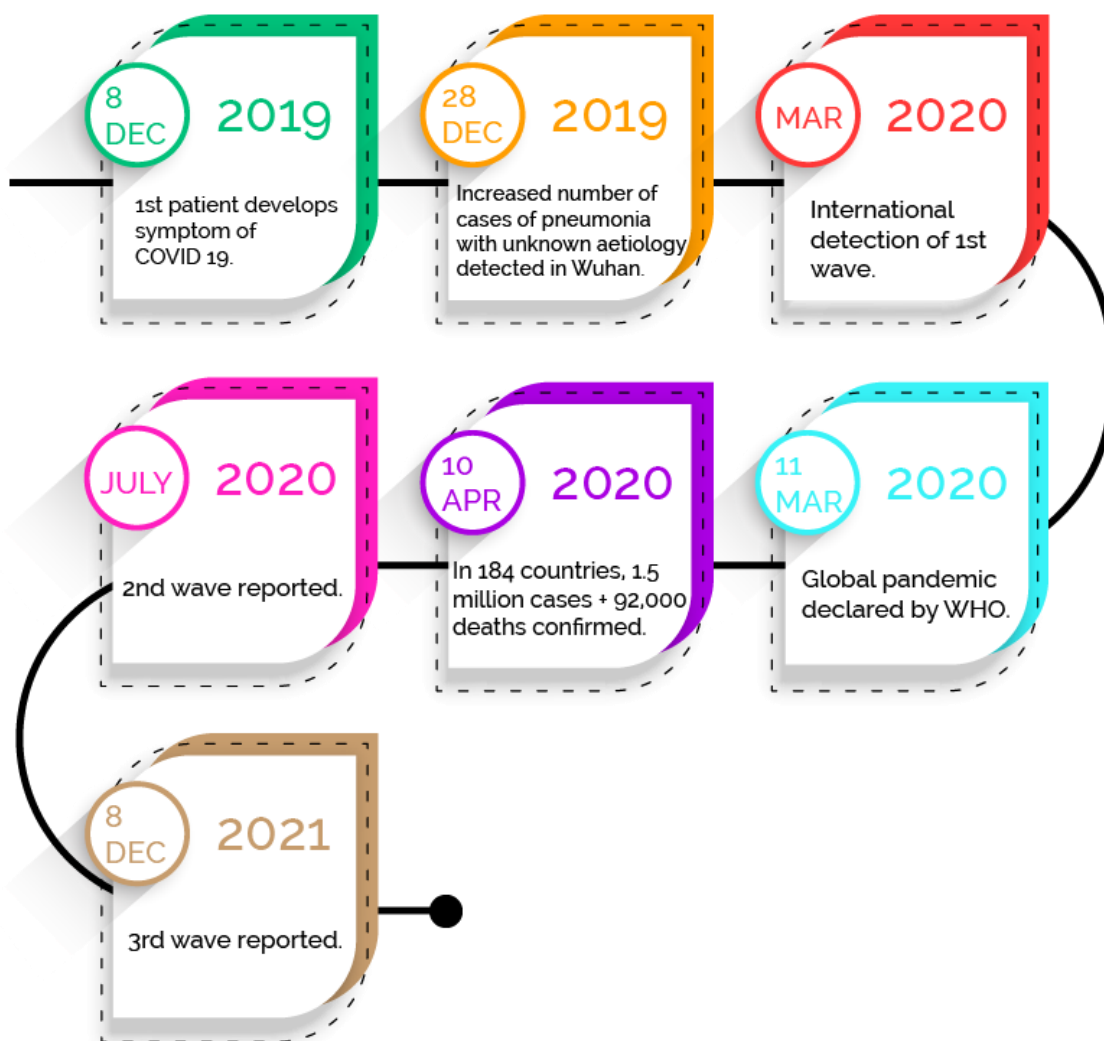 8
DEC
2019
1st patient develops
symptom of
COVID 19.
28
DEC
2019
Increased number of
cases of pneumonia
with unknown aetiology
detected in Wuhan.
MAR
2020
International
detection of 1st
wave.
11
MAR
2020
Global pandemic
declared by WHO.
10
APR
2020
In 184 countries, 1.5
million cases + 92,000
deaths confirmed.
JULY
2020
2nd wave reported.
8
DEC
2021
3rd wave reported.